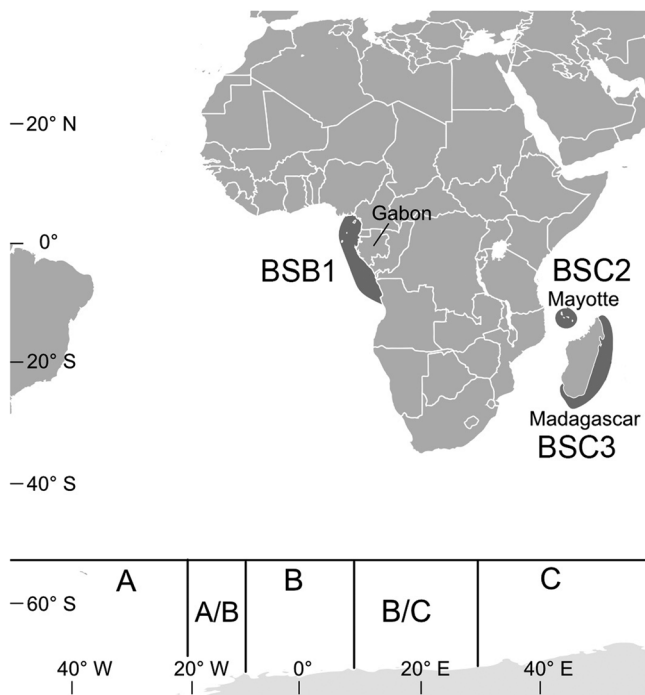 20° N
Gabon
0°
BSB1
BSC2
Mayotte
20° S
Madagascar
BSC3
40° S
A
B
C
A/B
B/C
60° S
40° W
20° W
0°
20° E
40° E